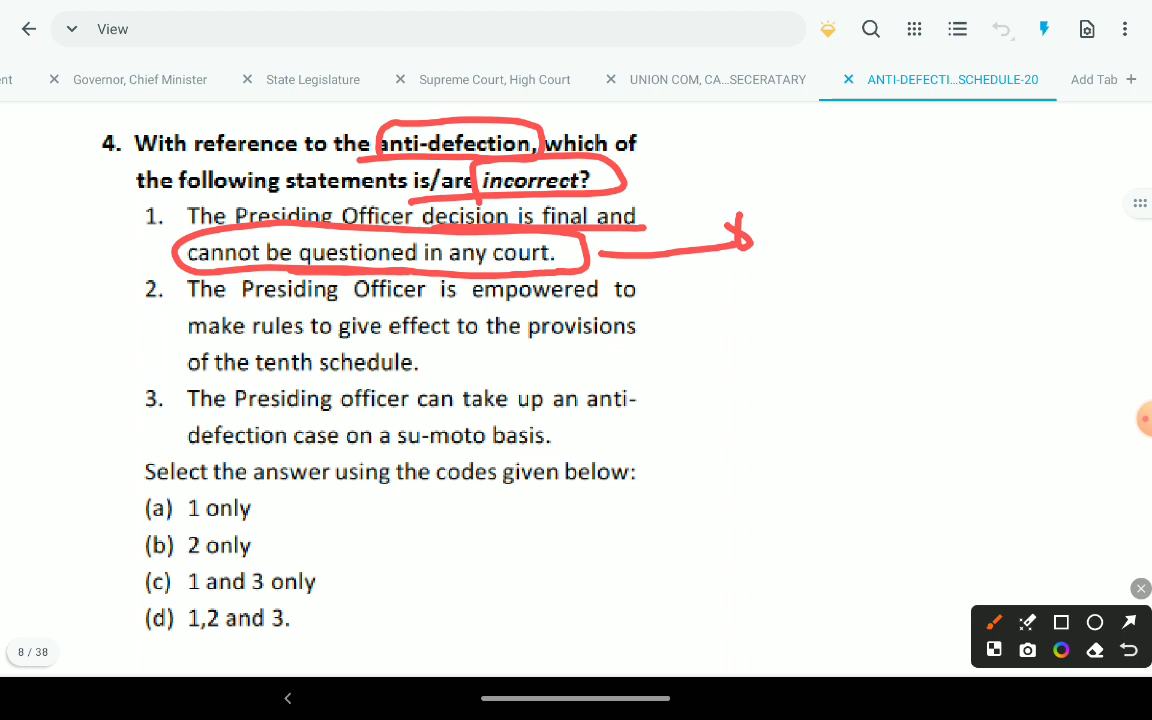 View
nt
Governor, Chief Minister
State Legislature
Supreme Court, High Court
UNION COM, CA...SECERATARY
ANTI-DEFECTI...SCHEDULE-20
Add Tab +
4. With reference to the anti-defection, which of
the following statements is/are incorrect?
1. The Presiding Officer decision is final and
cannot be questioned in any court.
2. The Presiding Officer is empowered to
make rules to give effect to the provisions
of the tenth schedule.
3. The Presiding officer can take up an anti-
defection case on a su-moto basis.
Select the answer using the codes given below:
(a) 1 only
(b) 2 only
(c) 1 and 3 only
(d) 1,2 and 3.
8 / 38